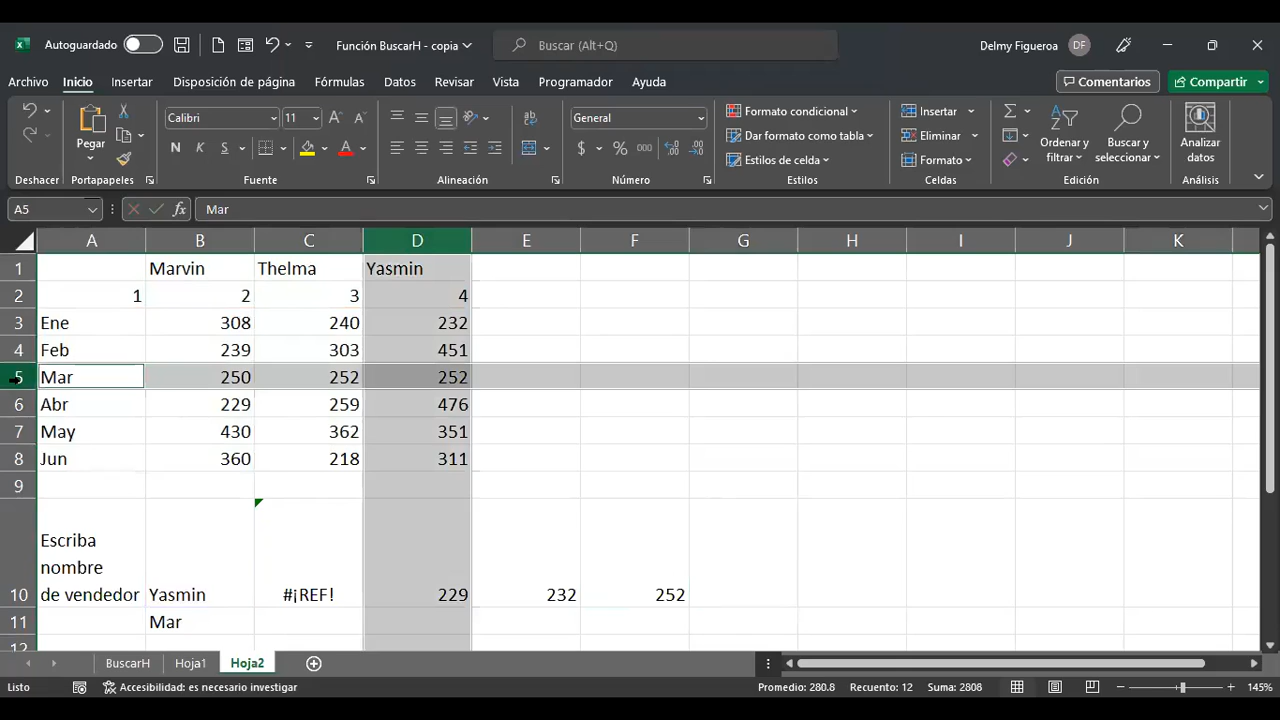 Autoguardado Función BuscarH - copia Buscar (Alt+Q) Delmy Figueroa DF
Archivo Inicio Insertar Disposición de página Fórmulas Datos Revisar Vista Programador Ayuda Comentarios Compartir
Pegar Calibri 11 General Formato condicional Insertar Ordenar y filtrar Buscar y seleccionar Analizar datos
N K S $ % 000 Dar formato como tabla Eliminar
Estilos de celda Formato
Deshacer Portapapeles Fuente Alineación Número Estilos Celdas Edición Análisis
A5 fx Mar
A B C D E F G H I J K
1 Marvin Thelma Yasmin
2 1 2 3 4
3 Ene 308 240 232
4 Feb 239 303 451
5 Mar 250 252 252
6 Abr 229 259 476
7 May 430 362 351
8 Jun 360 218 311
9
Escriba
nombre
10 de vendedor Yasmin #¡REF! 229 232 252
11 Mar
12
BuscarH Hoja1 Hoja2
Listo Accesibilidad: es necesario investigar Promedio: 280.8 Recuento: 12 Suma: 2808 145%